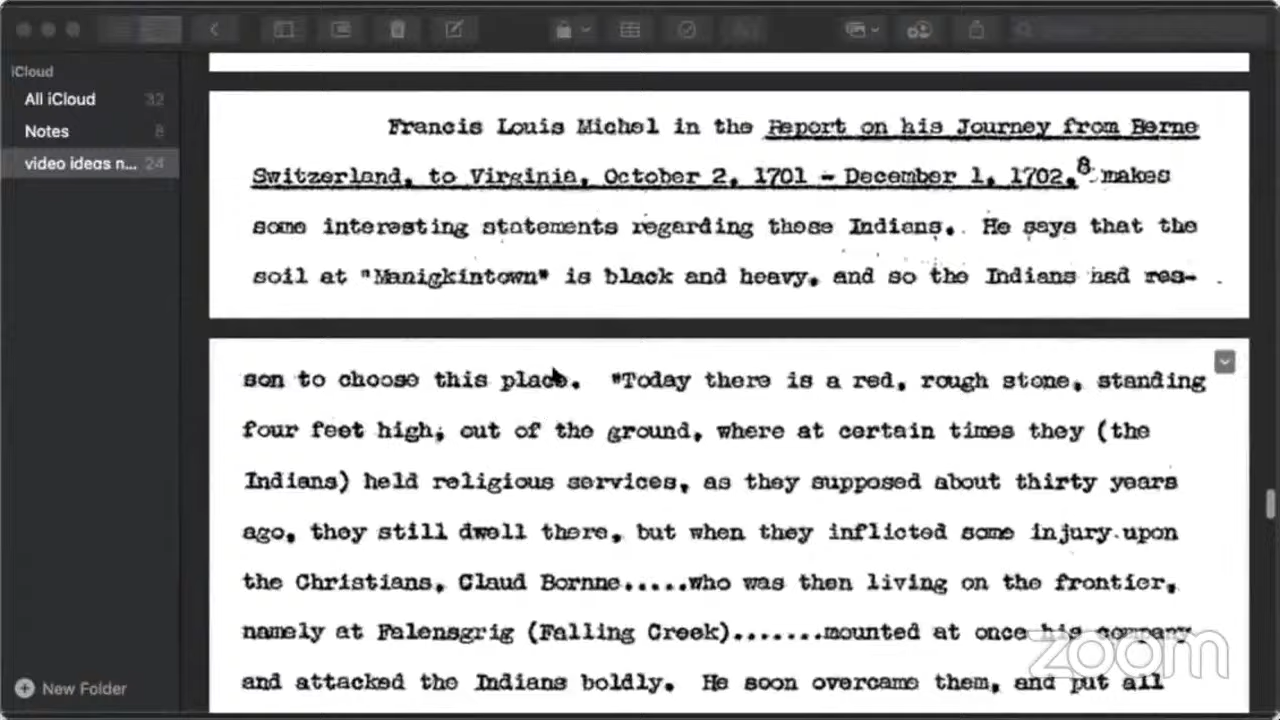 iCloud
All iCloud 32
Notes 8
video ideas n... 24
Francis Louis Michel in the Report on his Journey from Berne
Switzerland, to Virginia, October 2, 1701 - December 1, 1702,8 makes
some interesting statements regarding these Indians. He says that the
soil at "Manigkintown" is black and heavy, and so the Indians had res-
son to choose this place. "Today there is a red, rough stone, standing
four feet high, out of the ground, where at certain times they (the
Indians) held religious services, as they supposed about thirty years
ago, they still dwell there, but when they inflicted some injury upon
the Christians, Claud Bornne.....who was then living on the frontier,
namely at Falensgrig (Falling Creek).......mounted at once his company
and attacked the Indians boldly. He soon overcame them, and put all
New Folder
zoom